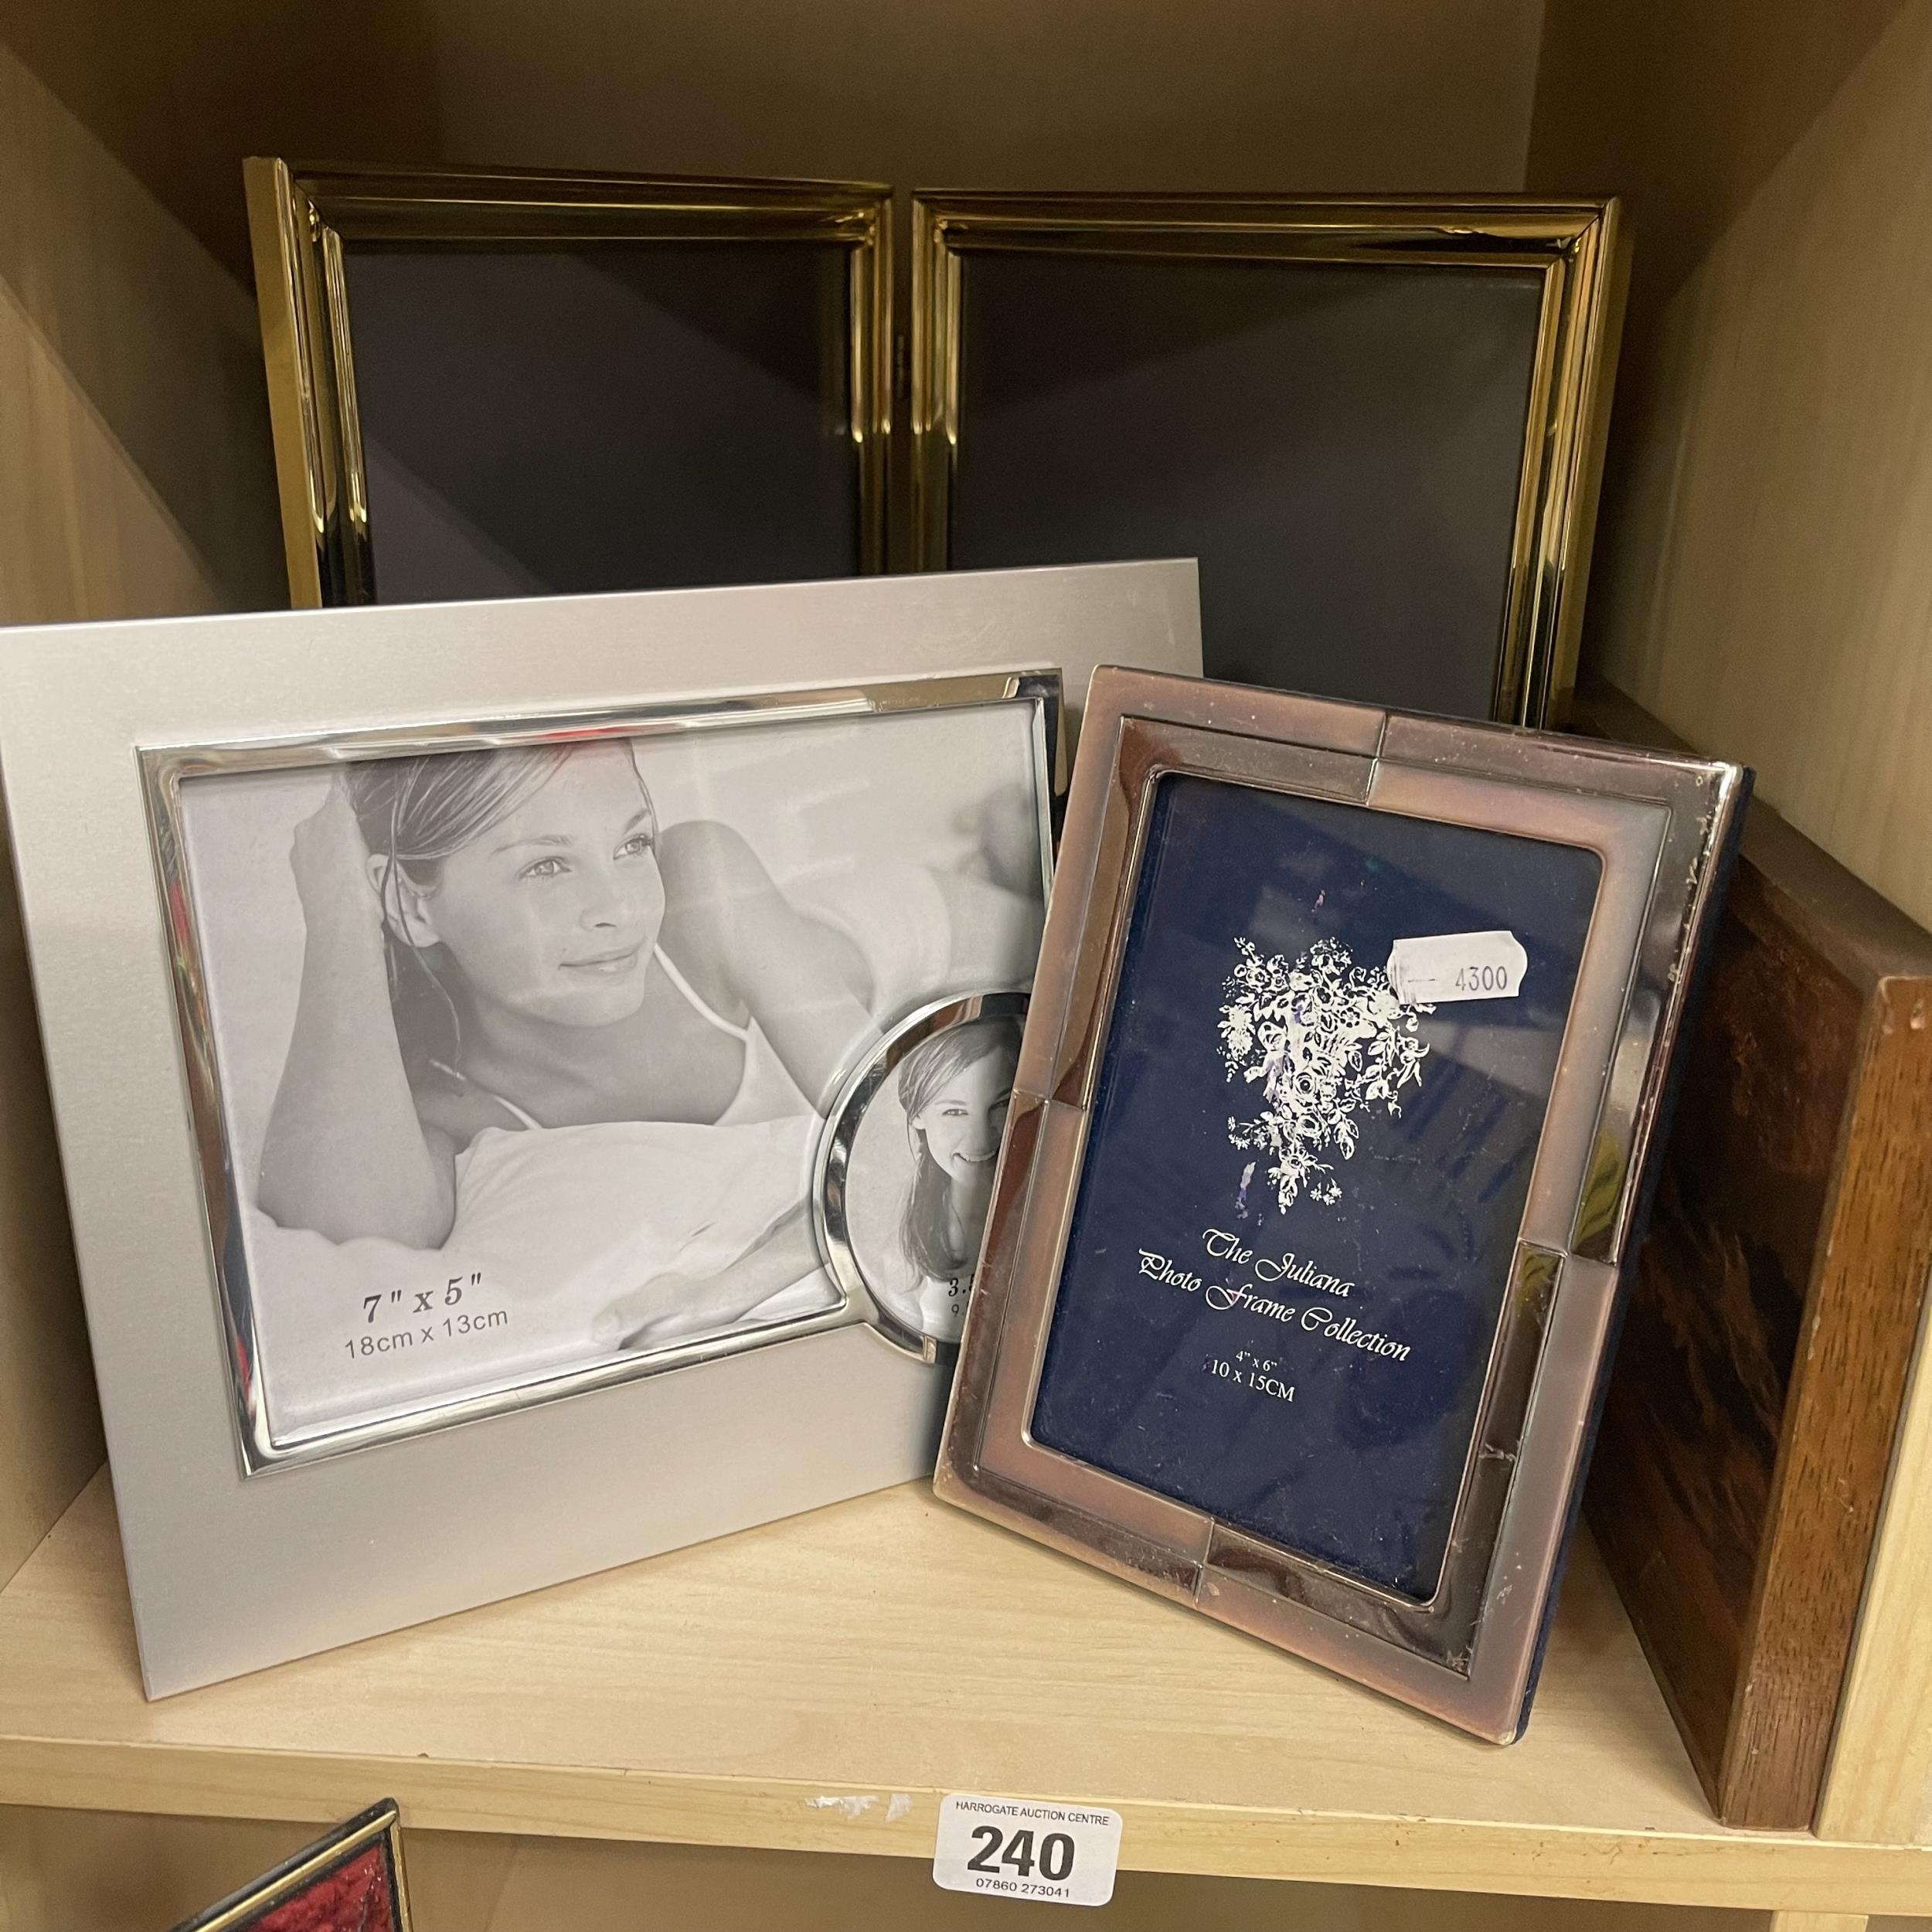 7" x 5"
18cm x 13cm
4300
The Juliana
Photo Frame Collection
4" x 6"
10 x 15CM
HARROGATE AUCTION CENTRE
240
07860 273041